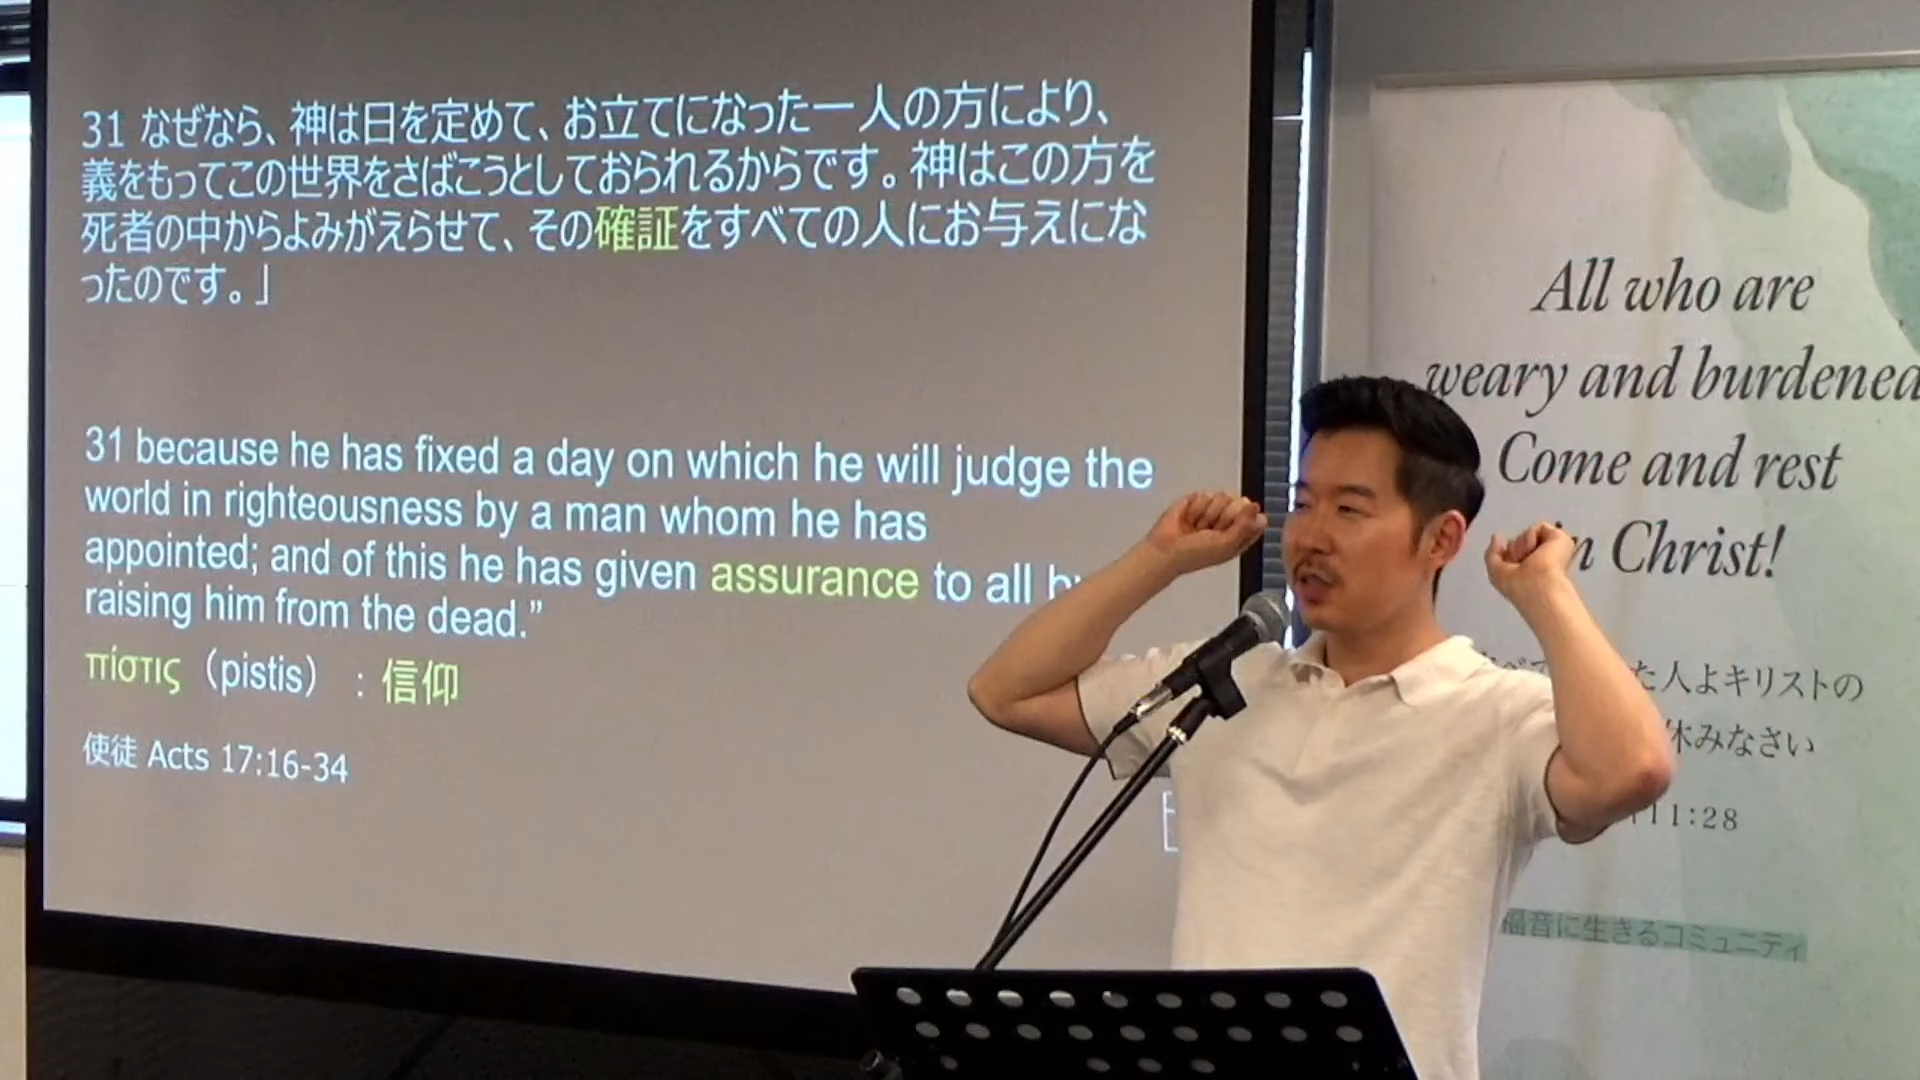 31 なぜなら、神は日を定めて、お立てになった一人の方により、
義をもってこの世界をさばこうとしておられるからです。神はこの方を
死者の中からよみがえらせて、その確証をすべての人にお与えにな
ったのです。」
31 because he has fixed a day on which he will judge the
world in righteousness by a man whom he has
appointed; and of this he has given assurance to all
raising him from the dead.”
πίστις（pistis） : 信仰
使徒 Acts 17:16-34
All who are
weary and burdened
Come and rest
in Christ!
た人よキリストの
休みなさい
11:28
福音に生きるコミュニティ